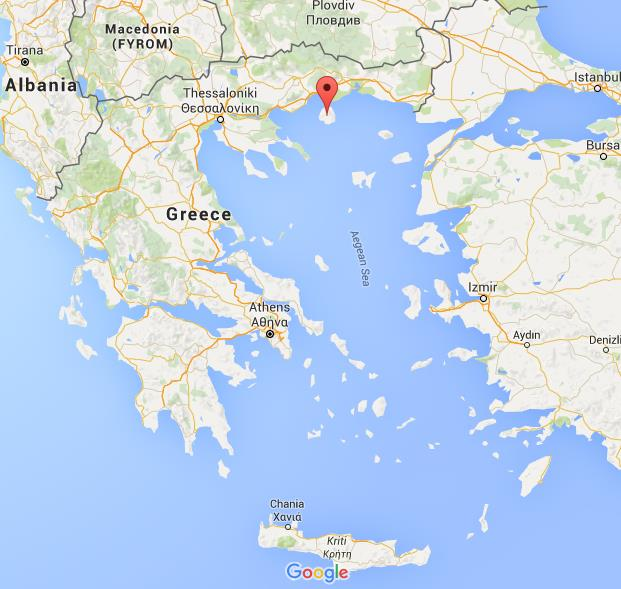 Plovdiv
Пловдив
Macedonia
(FYROM)
Tirana
Albania
Thessaloniki
Θεσσαλονίκη
Istanbul
Bursa
Greece
Aegean Sea
Izmir
Athens
Αθήνα
Aydın
Denizli
Chania
Χανιά
Kriti
Κρήτη
Google